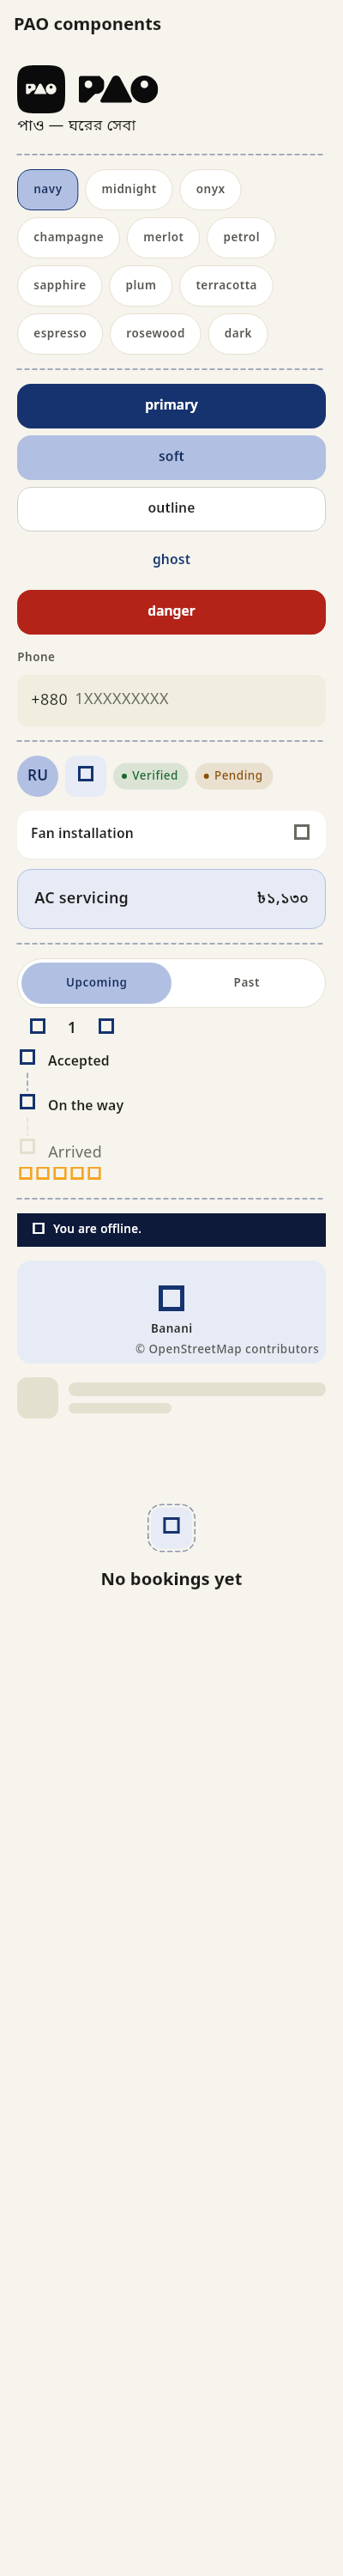 PAO components
PAO PAO
পাও — ঘরের সেবা
navy midnight onyx
champagne merlot petrol
sapphire plum terracotta
espresso rosewood dark
primary
soft
outline
ghost
danger
Phone
+880 1XXXXXXXXX
RU Verified Pending
Fan installation
AC servicing ৳১,১৩০
Upcoming Past
1
Accepted
On the way
Arrived
You are offline.
Banani
© OpenStreetMap contributors
No bookings yet